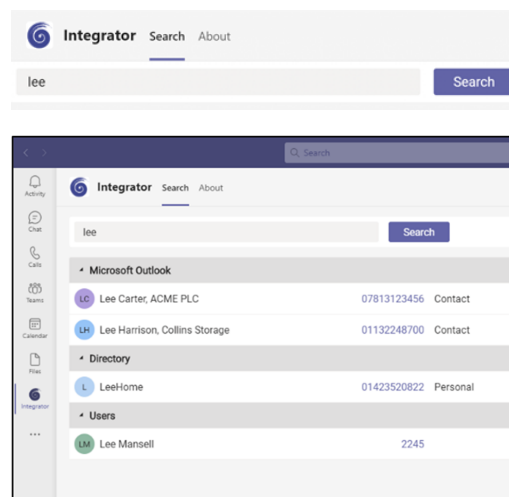 Integrator Search About
lee Search
Search
Activity
Integrator Search About
Chat
lee Search
Calls
Microsoft Outlook
Teams
LC Lee Carter, ACME PLC 07813123456 Contact
Calendar
LH Lee Harrison, Collins Storage 01132248700 Contact
Files
Directory
L LeeHome 01423520822 Personal
Integrator
Users
LM Lee Mansell 2245